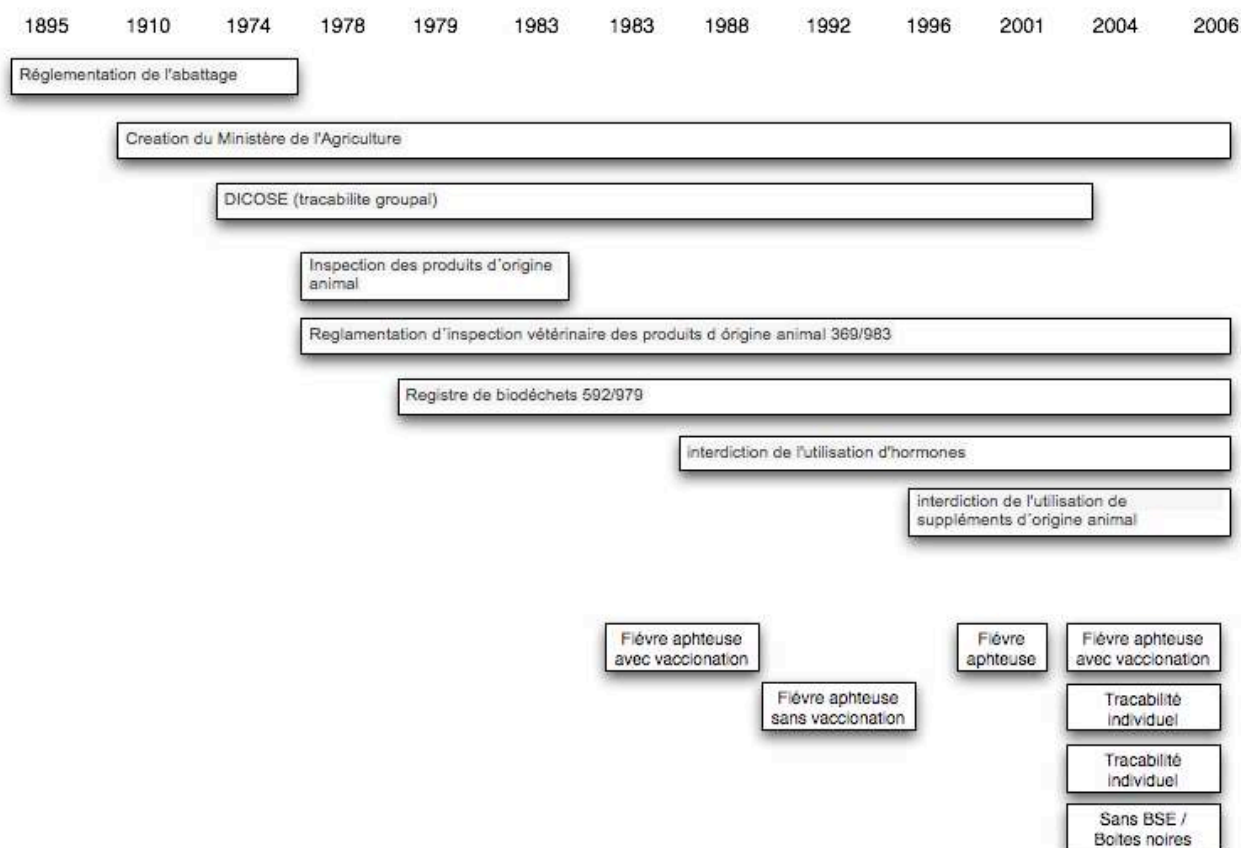 1895 1910 1974 1978 1979 1983 1983 1988 1992 1996 2001 2004 2006
Réglementation de l'abattage
Creation du Ministère de l'Agriculture
DICOSE (tracabilite groupal)
Inspection des produits d´origine
animal
Reglamentation d´inspection vétérinaire des produits d órigine animal 369/983
Registre de biodéchets 592/979
interdiction de l'utilisation d'hormones
interdiction de l'utilisation de
suppléments d´origine animal
Fiévre aphteuse
avec vaccionation
Fiévre
aphteuse
Fiévre aphteuse
avec vaccionation
Fiévre aphteuse
sans vaccionation
Tracabilité
individuel
Tracabilité
individuel
Sans BSE /
Boites noires